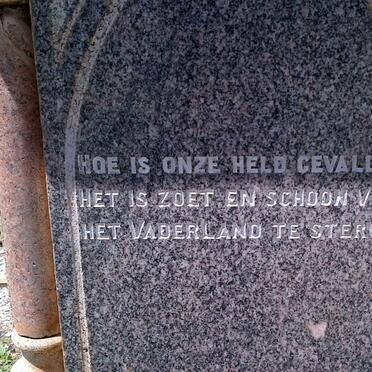 HOE IS ONZE HELD GEVALL
HET IS ZOET EN SCHOON V
HET VADERLAND TE STER